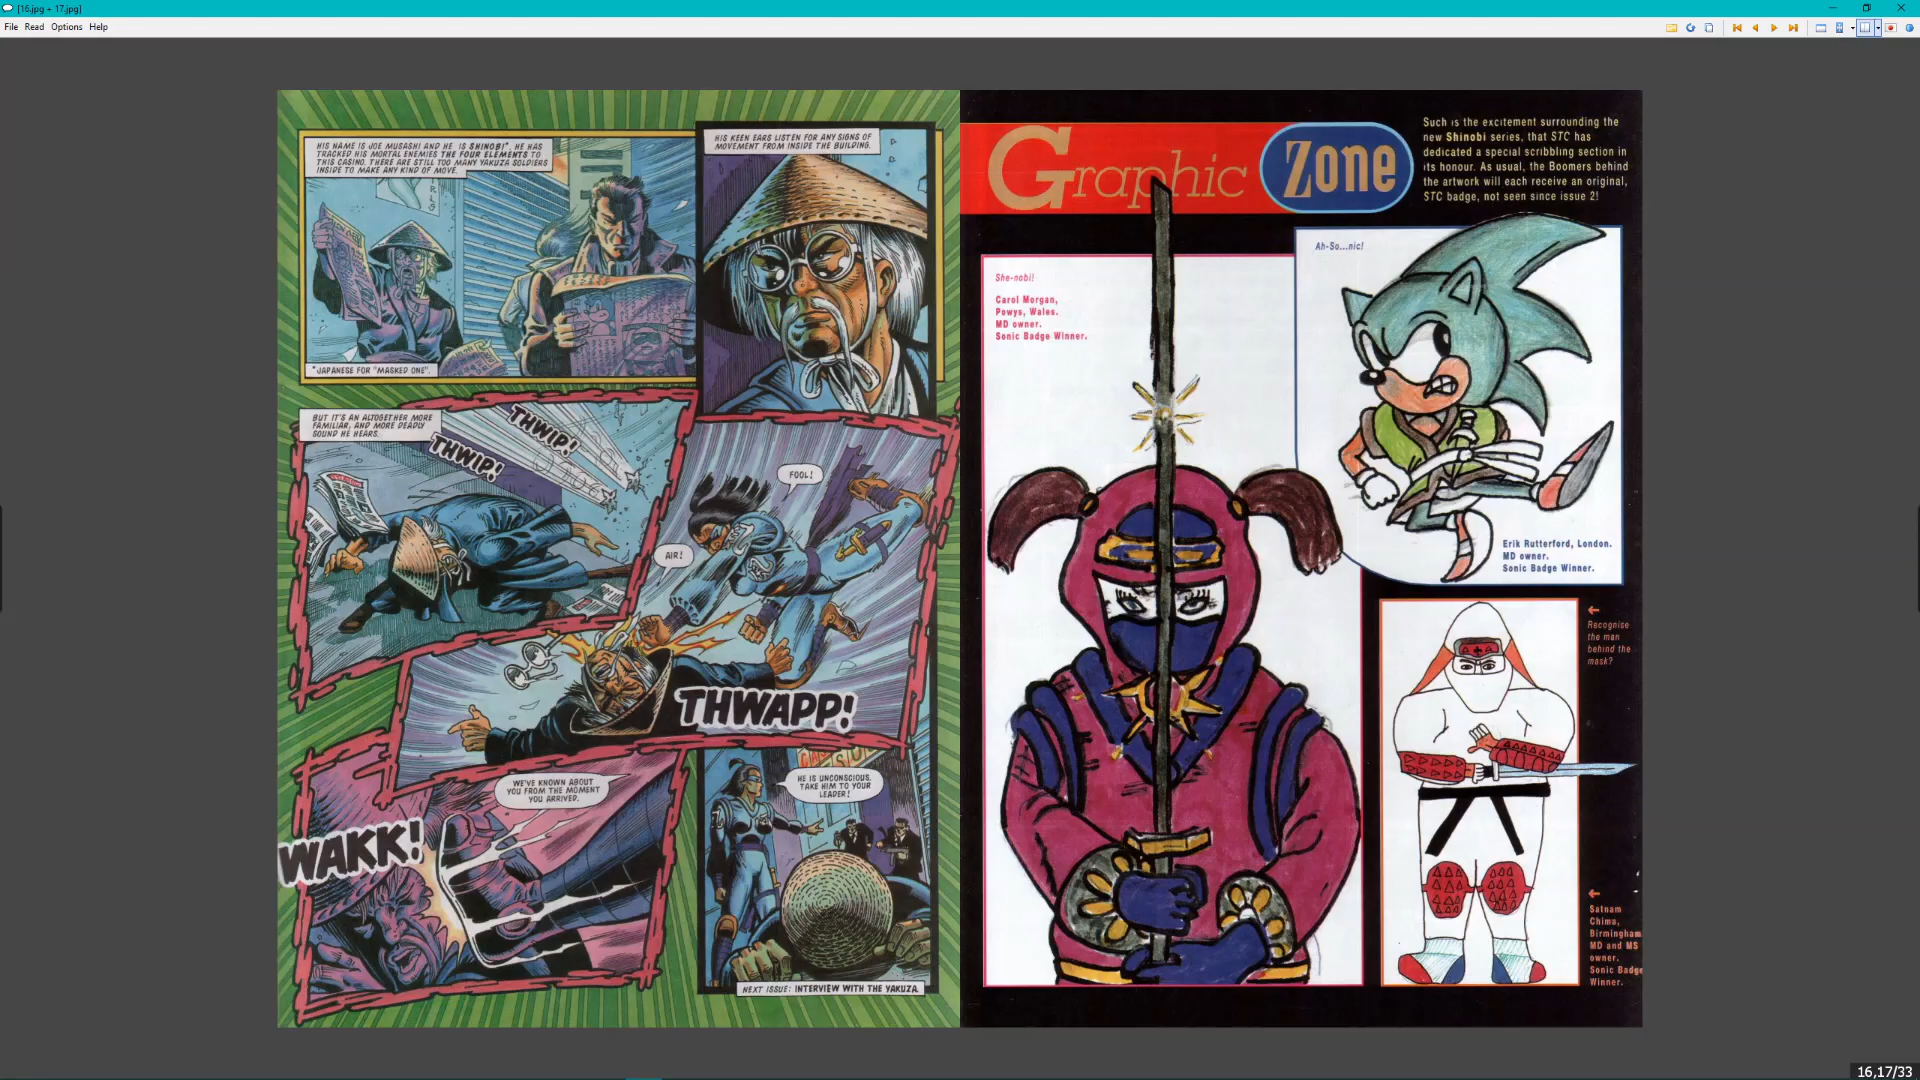 [16.jpg + 17.jpg]
File Read Options Help
HIS NAME IS JOE MUSASHI AND HE IS SHINOBI*. HE HAS
TRACKED HIS MORTAL ENEMIES THE FOUR ELEMENTS TO
THIS CASINO. THERE ARE STILL TOO MANY YAKUZA SOLDIERS
INSIDE TO MAKE ANY KIND OF MOVE.
*JAPANESE FOR "MASKED ONE".
HIS KEEN EARS LISTEN FOR ANY SIGNS OF
MOVEMENT FROM INSIDE THE BUILDING.
BUT IT'S AN ALTOGETHER MORE
FAMILIAR, AND MORE DEADLY
SOUND HE HEARS.
THWIP!
THWIP!
FOOL!
AIR!
THWAPP!
WE'VE KNOWN ABOUT
YOU FROM THE MOMENT
YOU ARRIVED.
WAKK!
HE IS UNCONSCIOUS.
TAKE HIM TO YOUR
LEADER!
NEXT ISSUE: INTERVIEW WITH THE YAKUZA.
Graphic Zone
Such is the excitement surrounding the
new Shinobi series, that STC has
dedicated a special scribbling section in
its honour. As usual, the Boomers behind
the artwork will each receive an original,
STC badge, not seen since issue 2!
She-nobi!
Carol Morgan,
Powys, Wales.
MD owner.
Sonic Badge Winner.
Ah-So...nic!
Erik Rutterford, London.
MD owner.
Sonic Badge Winner.
Recognise
the man
behind the
mask?
Satnam
Chima,
Birmingham
MD and MS
owner.
Sonic Badge
Winner.
16,17/33